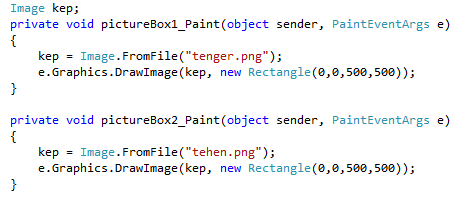 Image kep;
private void pictureBox1_Paint(object sender, PaintEventArgs e)
{
    kep = Image.FromFile("tenger.png");
    e.Graphics.DrawImage(kep, new Rectangle(0,0,500,500));
}

private void pictureBox2_Paint(object sender, PaintEventArgs e)
{
    kep = Image.FromFile("tehen.png");
    e.Graphics.DrawImage(kep, new Rectangle(0,0,500,500));
}